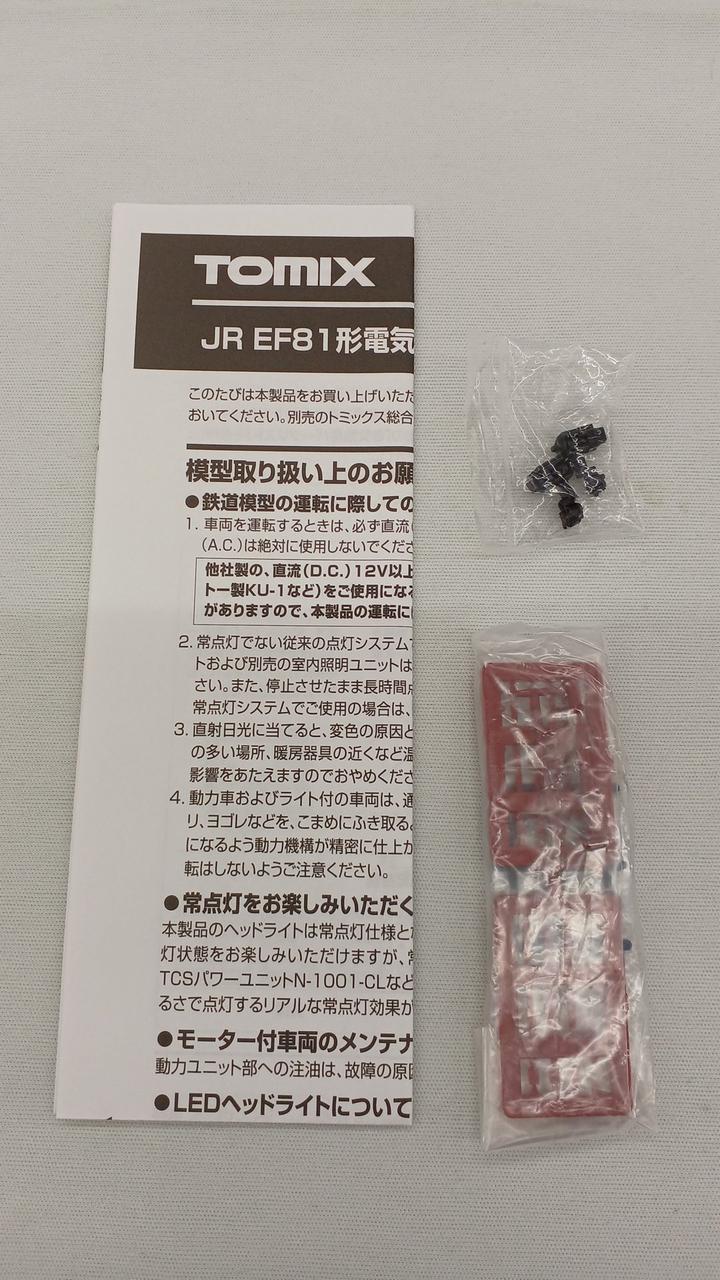 TOMIX
JR EF81形電気
このたびは本製品をお買い上げいただ
おいてください。別売のトミックス総合
模型取り扱い上のお願
●鉄道模型の運転に際しての
1. 車両を運転するときは、必ず直流(
(A.C.)は絶対に使用しないでくださ
他社製の、直流(D.C.)12V以上
トー製KU-1など)をご使用になる
がありますので、本製品の運転に
2. 常点灯でない従来の点灯システム
トおよび別売の室内照明ユニットは
さい。また、停止させたまま長時間
常点灯システムでご使用の場合は、
3. 直射日光に当てると、変色の原因と
の多い場所、暖房器具の近くなど温
影響をあたえますのでおやめくださ
4. 動力車およびライト付の車両は、通
リ、ヨゴレなどを、こまめにふき取る
になるよう動力機構が精密に仕上が
転はしないようご注意ください。
●常点灯をお楽しみいただく
本製品のヘッドライトは常点灯仕様と
灯状態をお楽しみいただけますが、常
TCSパワーユニットN-1001-CLなど
るさで点灯するリアルな常点灯効果が
●モーター付車両のメンテナ
動力ユニット部への注油は、故障の原因
●LEDヘッドライトについて